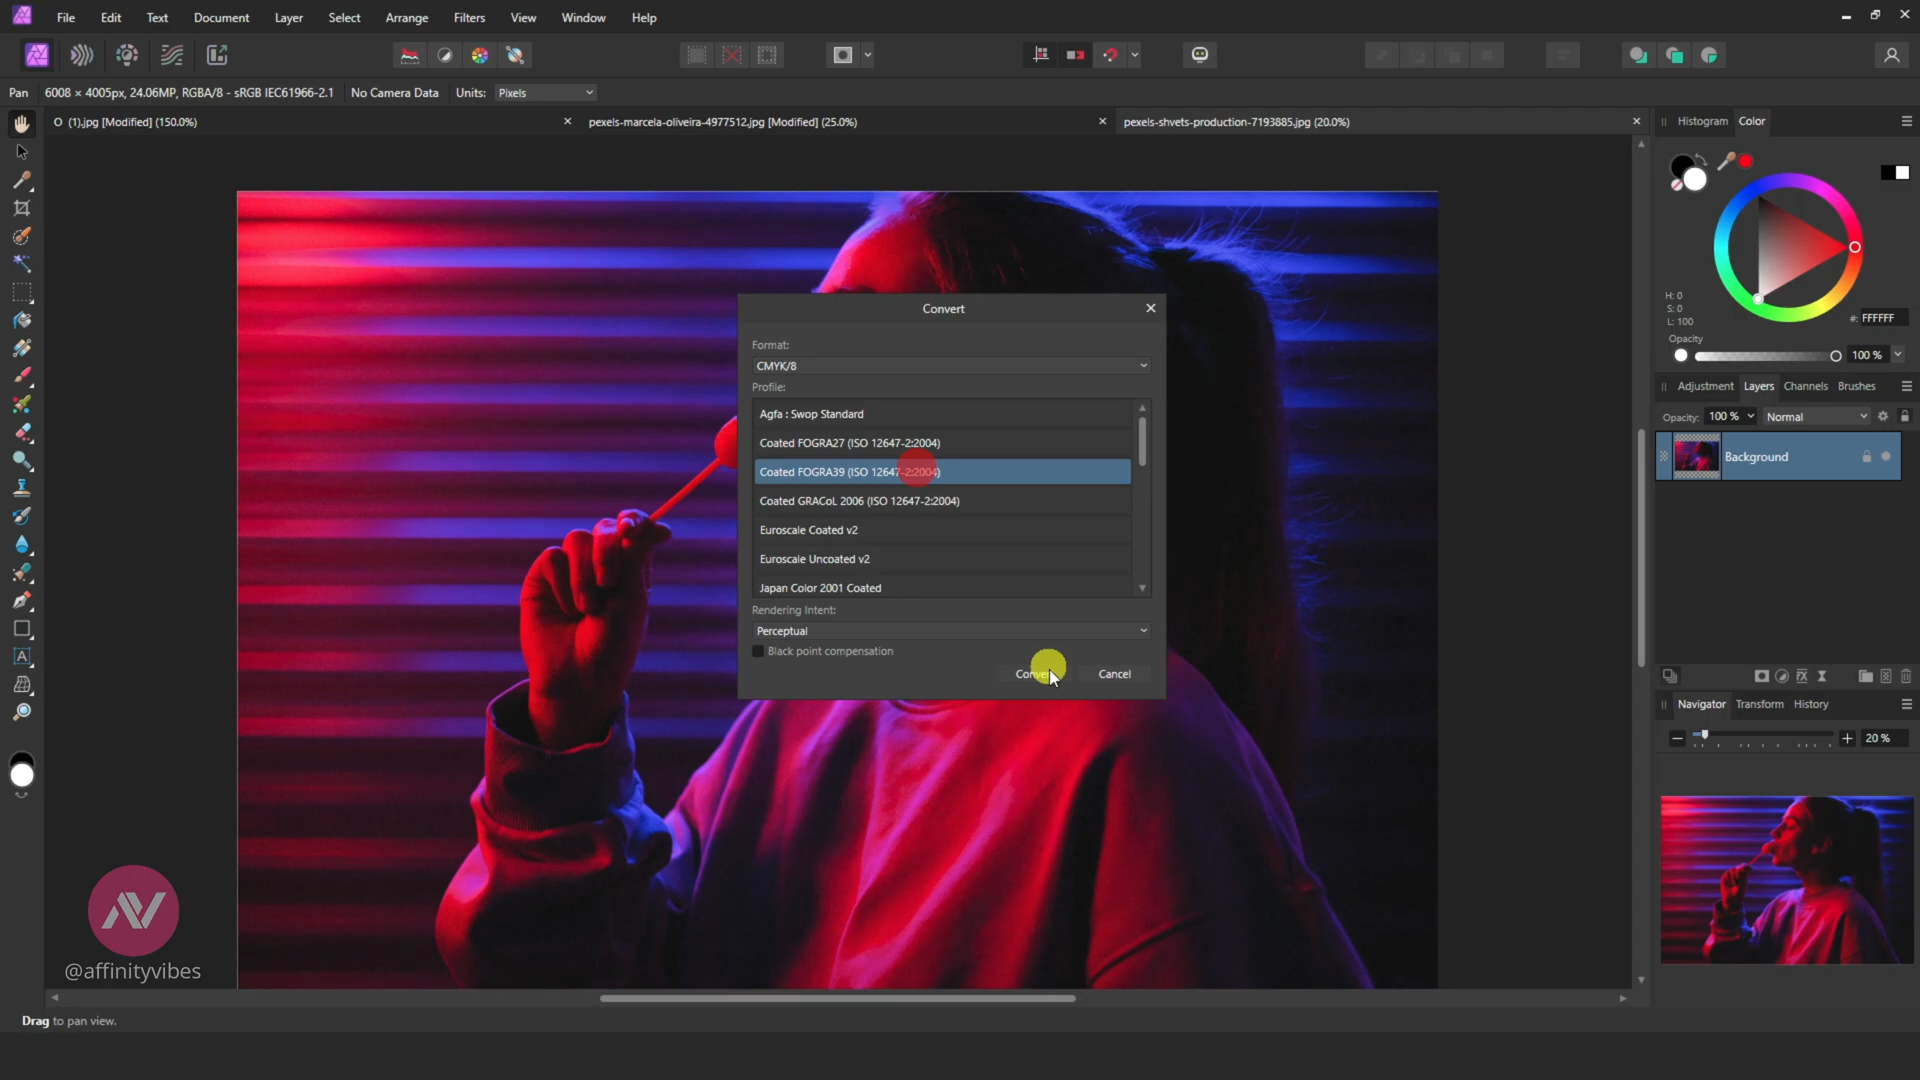 File Edit Text Document Layer Select Arrange Filters View Window Help
Pan 6008 × 4005px, 24.06MP, RGBA/8 - sRGB IEC61966-2.1 No Camera Data Units: Pixels
O (1).jpg [Modified] (150.0%) pexels-marcela-oliveira-4977512.jpg [Modified] (25.0%) pexels-shvets-production-7193885.jpg (20.0%)
Histogram Color
H: 0
S: 0
L: 100
#: FFFFFF
Opacity
100 %
Adjustment Layers Channels Brushes
Opacity: 100 % Normal
Background
Navigator Transform History
20 %
Convert
Format:
CMYK/8
Profile:
Agfa : Swop Standard
Coated FOGRA27 (ISO 12647-2:2004)
Coated FOGRA39 (ISO 12647-2:2004)
Coated GRACoL 2006 (ISO 12647-2:2004)
Euroscale Coated v2
Euroscale Uncoated v2
Japan Color 2001 Coated
Rendering Intent:
Perceptual
Black point compensation
Convert Cancel
@affinityvibes
Drag to pan view.